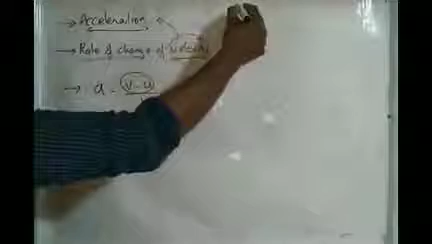 → Acceleration
→ Rate of change of velocity
→ a = v - u